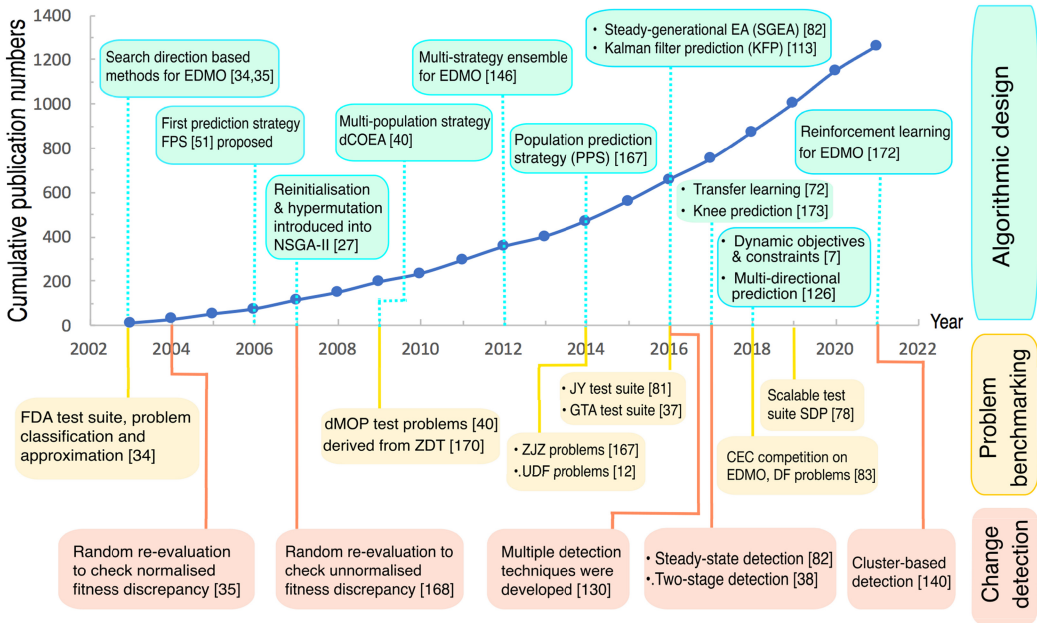 Cumulative publication numbers
1400
1200
1000
800
600
400
200
0
2002
2004
2006
2008
2010
2012
2014
2016
2018
2020
2022
Year
Search direction based
methods for EDMO [34,35]
First prediction strategy
FPS [51] proposed
Reinitialisation
& hypermutation
introduced into
NSGA-II [27]
Multi-population strategy
dCOEA [40]
Multi-strategy ensemble
for EDMO [146]
Population prediction
strategy (PPS) [167]
• Steady-generational EA (SGEA) [82]
• Kalman filter prediction (KFP) [113]
• Transfer learning [72]
• Knee prediction [173]
• Dynamic objectives
& constraints [7]
• Multi-directional
prediction [126]
Reinforcement learning
for EDMO [172]
Algorithmic design
FDA test suite, problem
classification and
approximation [34]
dMOP test problems [40]
derived from ZDT [170]
• ZJZ problems [167]
•.UDF problems [12]
• JY test suite [81]
• GTA test suite [37]
CEC competition on
EDMO, DF problems [83]
Scalable test
suite SDP [78]
Problem
benchmarking
Random re-evaluation
to check normalised
fitness discrepancy [35]
Random re-evaluation to
check unnormalised
fitness discrepancy [168]
Multiple detection
techniques were
developed [130]
• Steady-state detection [82]
•.Two-stage detection [38]
Cluster-based
detection [140]
Change
detection